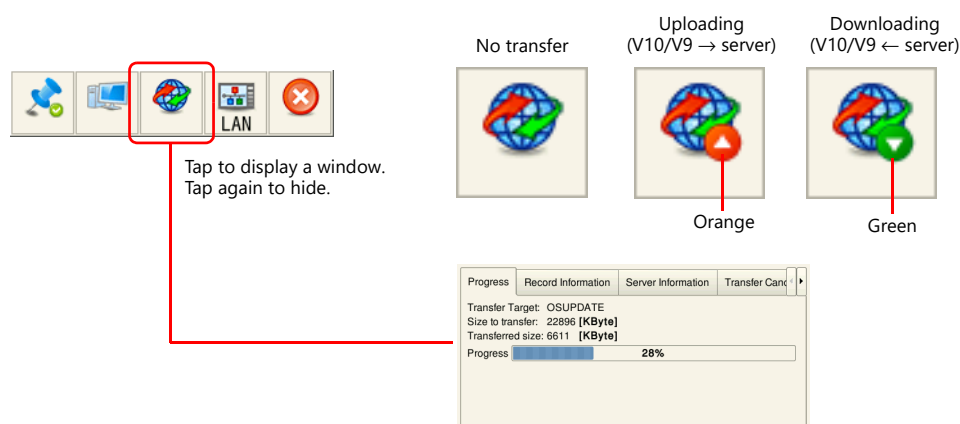 No transfer
Uploading
(V10/V9 → server)
Downloading
(V10/V9 ← server)
LAN
Tap to display a window.
Tap again to hide.
Orange
Green
Progress Record Information Server Information Transfer Canc
Transfer Target: OSUPDATE
Size to transfer: 22896 [KByte]
Transferred size: 6611 [KByte]
Progress 28%